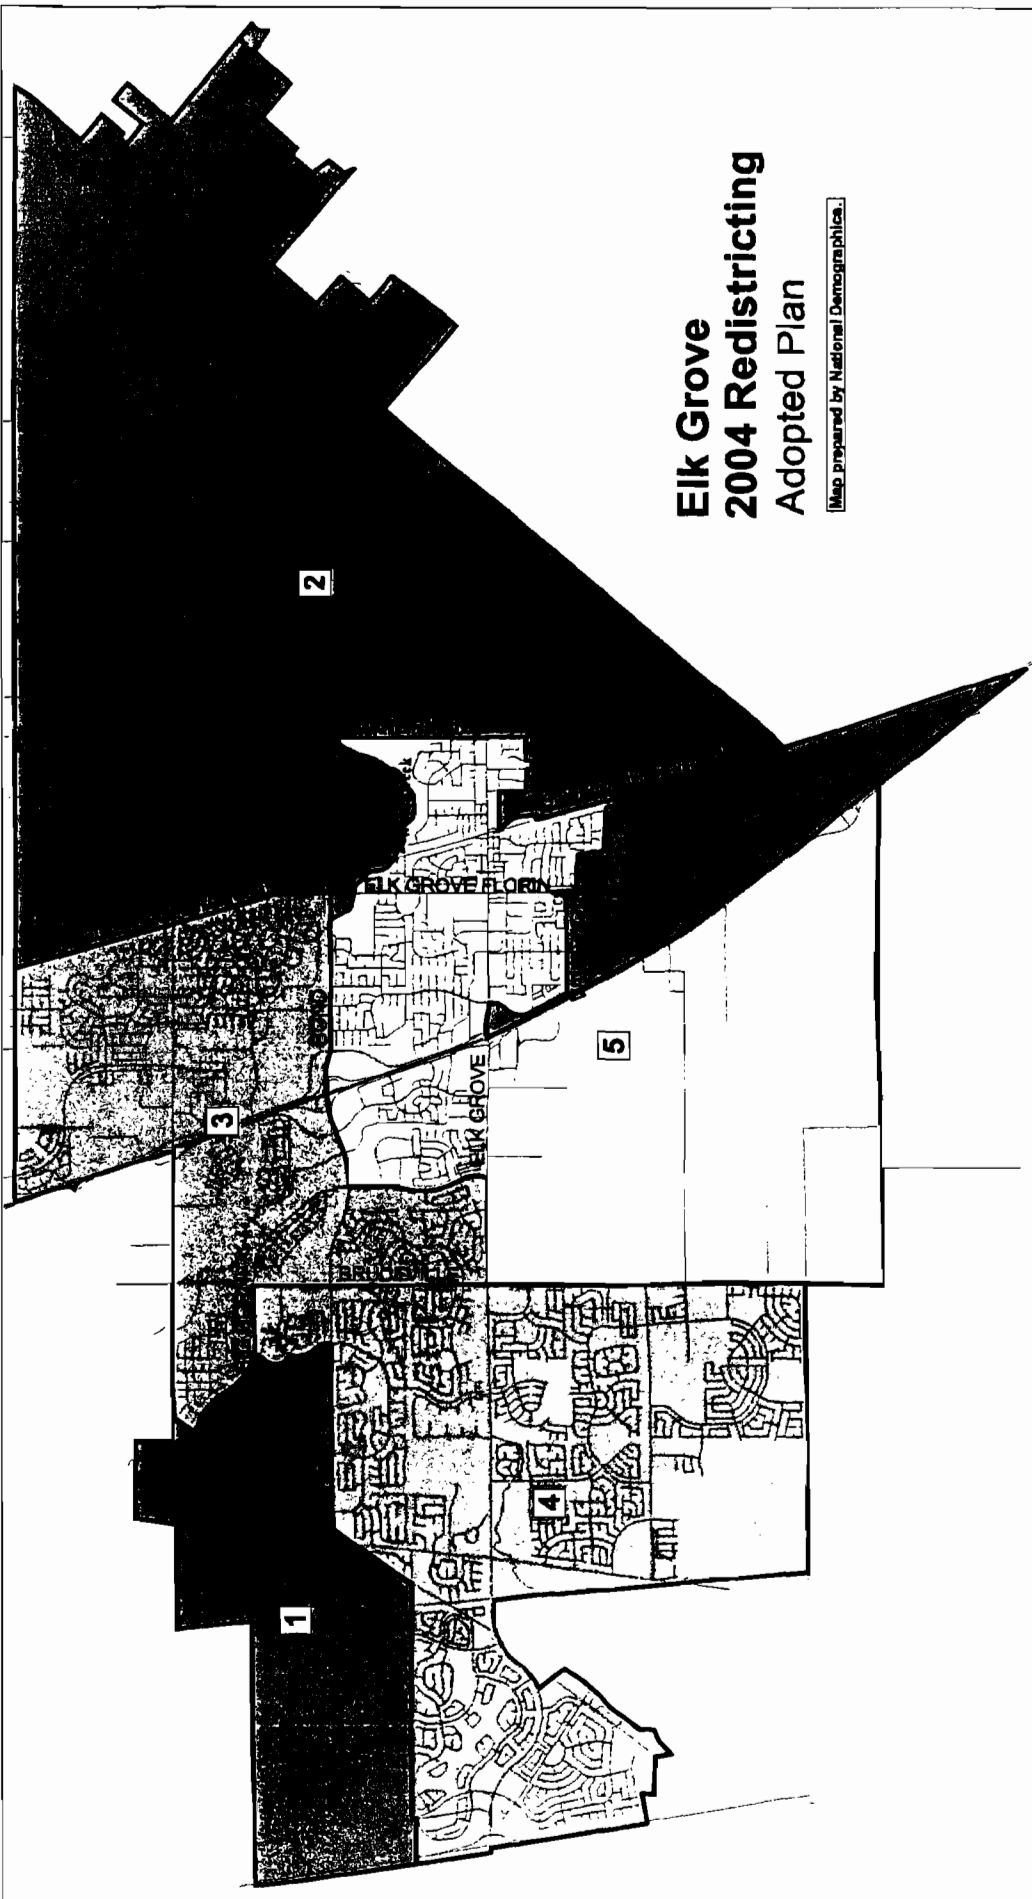 Elk Grove
2004 Redistricting
Adopted Plan
Map prepared by National Demographics.
1
2
3
4
5
ELK GROVE FLORIN
BOND
ELK GROVE